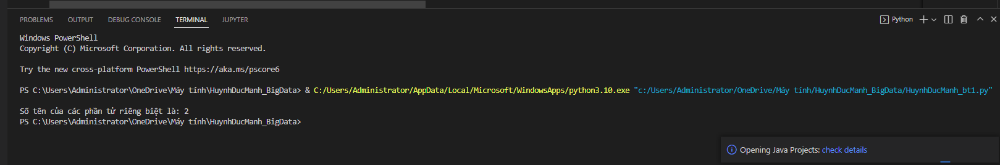 PROBLEMS OUTPUT DEBUG CONSOLE TERMINAL JUPYTER Python
Windows PowerShell
Copyright (C) Microsoft Corporation. All rights reserved.
Try the new cross-platform PowerShell https://aka.ms/pscore6
PS C:\Users\Administrator\OneDrive\Máy tính\HuynhDucManh_BigData> & C:/Users/Administrator/AppData/Local/Microsoft/WindowsApps/python3.10.exe "c:/Users/Administrator/OneDrive/Máy tính/HuynhDucManh_BigData/HuynhDucManh_bt1.py"
Số tên của các phần tử riêng biệt là: 2
PS C:\Users\Administrator\OneDrive\Máy tính\HuynhDucManh_BigData>
Opening Java Projects: check details